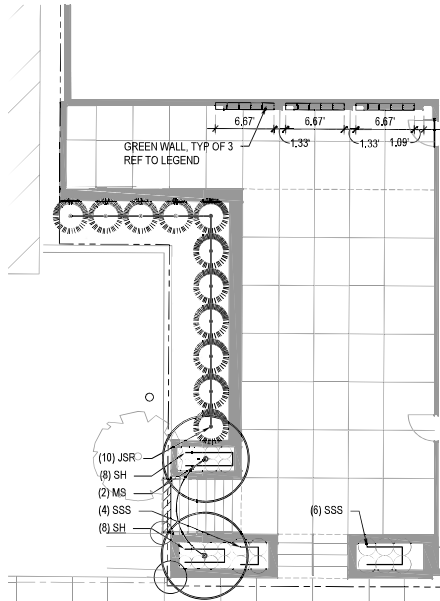 6.67' 6.67' 6.67'
1.33' 1.33' 1.09'
GREEN WALL, TYP OF 3
REF TO LEGEND
(10) JSR
(8) SH
(2) MS
(4) SSS
(8) SH
(6) SSS